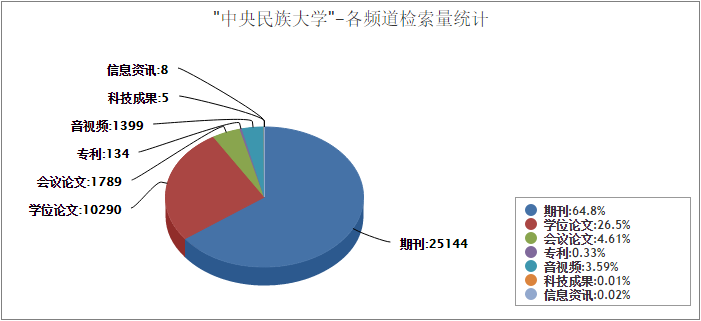 "中央民族大学"-各频道检索量统计
信息资讯:8
科技成果:5
音视频:1399
专利:134
会议论文:1789
学位论文:10290
期刊:25144
期刊:64.8%
学位论文:26.5%
会议论文:4.61%
专利:0.33%
音视频:3.59%
科技成果:0.01%
信息资讯:0.02%